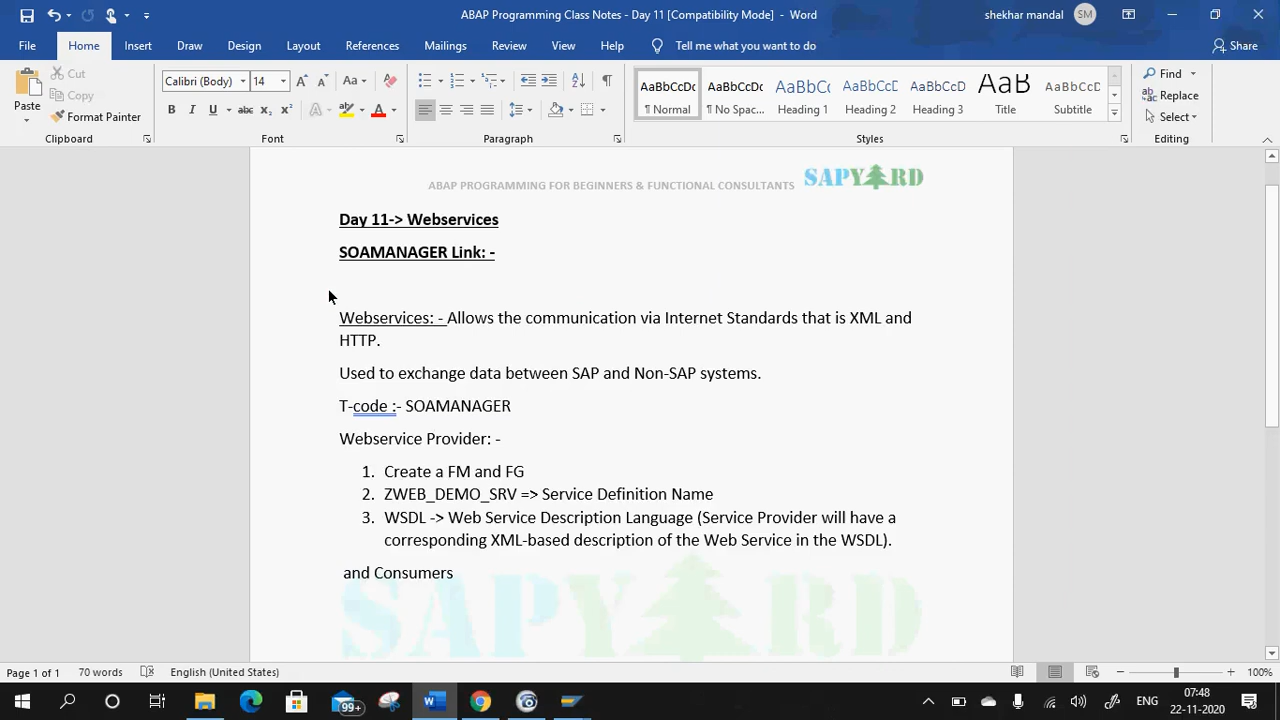 ABAP Programming Class Notes - Day 11 [Compatibility Mode] - Word
shekhar mandal SM
File Home Insert Draw Design Layout References Mailings Review View Help Tell me what you want to do Share
Paste
Cut
Copy
Format Painter
Clipboard
Calibri (Body) 14
Font
Paragraph
AaBbCcDc AaBbCcDc AaBbCc AaBbCcD AaBbCcD AaB AaBbCcD
¶ Normal ¶ No Spac... Heading 1 Heading 2 Heading 3 Title Subtitle
Styles
Find
Replace
Select
Editing
ABAP PROGRAMMING FOR BEGINNERS & FUNCTIONAL CONSULTANTS SAPYARD
Day 11-> Webservices
SOAMANAGER Link: -
Webservices: - Allows the communication via Internet Standards that is XML and
HTTP.
Used to exchange data between SAP and Non-SAP systems.
T-code :- SOAMANAGER
Webservice Provider: -
1. Create a FM and FG
2. ZWEB_DEMO_SRV => Service Definition Name
3. WSDL -> Web Service Description Language (Service Provider will have a
corresponding XML-based description of the Web Service in the WSDL).
and Consumers
SAPYARD
Page 1 of 1 70 words English (United States) 100%
99+
ENG
07:48
22-11-2020